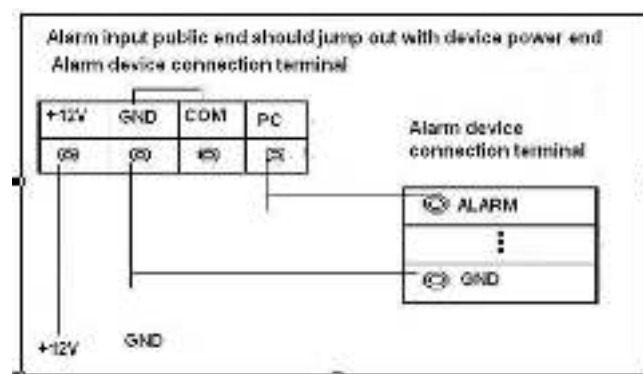 Alarm input public end should jump out with device power end
Alarm device connection terminal
+12V GND COM PC
Alarm device
connection terminal
ALARM
GND
+12V GND